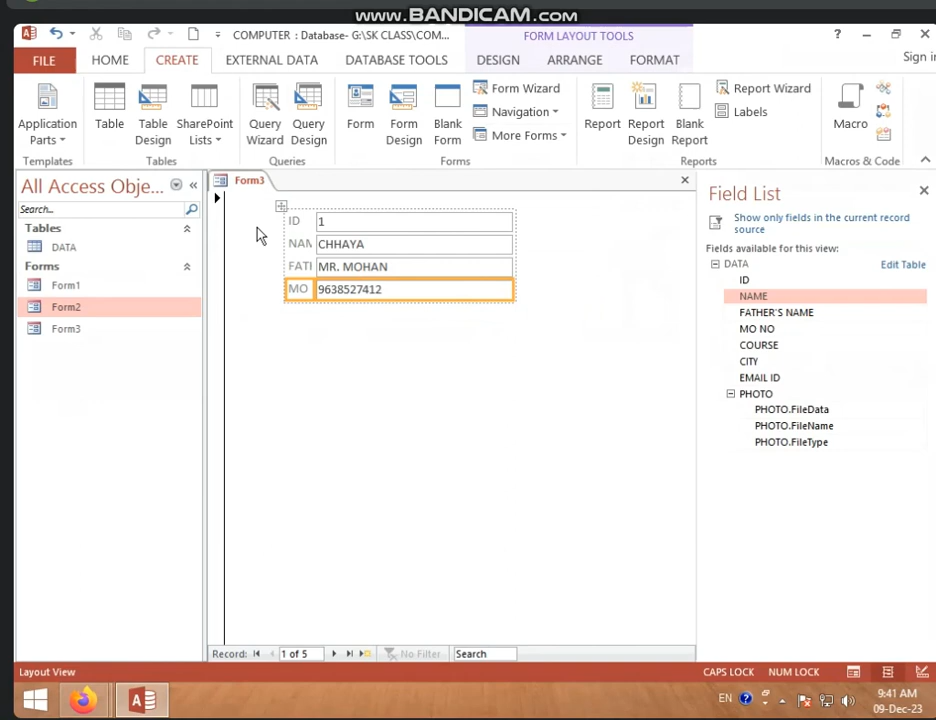 www.BANDICAM.com
COMPUTER : Database- G:\SK CLASS\COM...
FORM LAYOUT TOOLS
?
Sign i
FILE
HOME
CREATE
EXTERNAL DATA
DATABASE TOOLS
DESIGN
ARRANGE
FORMAT
Application Parts
Table
Table Design
SharePoint Lists
Query Wizard
Query Design
Form
Form Design
Blank Form
Form Wizard
Navigation
More Forms
Report
Report Design
Blank Report
Report Wizard
Labels
Macro
Templates
Tables
Queries
Forms
Reports
Macros & Code
All Access Obje...
Search...
Tables
DATA
Forms
Form1
Form2
Form3
Form3
ID 1
NAM CHHAYA
FATI MR. MOHAN
MO 9638527412
Field List
Show only fields in the current record source
Fields available for this view:
DATA Edit Table
ID
NAME
FATHER'S NAME
MO NO
COURSE
CITY
EMAIL ID
PHOTO
PHOTO.FileData
PHOTO.FileName
PHOTO.FileType
Record: 1 of 5 No Filter Search
Layout View
CAPS LOCK NUM LOCK
EN
9:41 AM
09-Dec-23